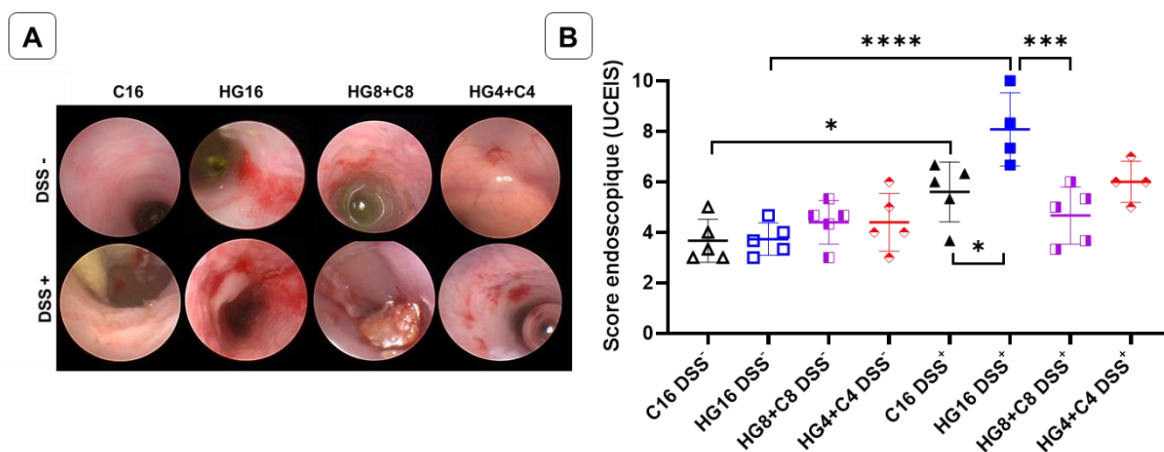 A
C16 HG16 HG8+C8 HG4+C4
DSS -
DSS +
B
Score endoscopique (UCEIS)
10
8
6
4
2
0
**** ***
*
*
C16 DSS⁻
HG16 DSS⁻
HG8+C8 DSS⁻
HG4+C4 DSS⁻
C16 DSS⁺
HG16 DSS⁺
HG8+C8 DSS⁺
HG4+C4 DSS⁺